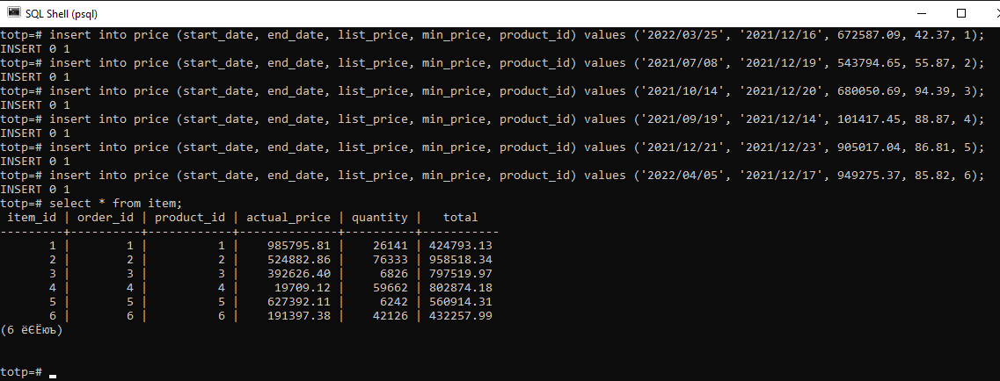 SQL Shell (psql)
totp=# insert into price (start_date, end_date, list_price, min_price, product_id) values ('2022/03/25', '2021/12/16', 672587.09, 42.37, 1);
INSERT 0 1
totp=# insert into price (start_date, end_date, list_price, min_price, product_id) values ('2021/07/08', '2021/12/19', 543794.65, 55.87, 2);
INSERT 0 1
totp=# insert into price (start_date, end_date, list_price, min_price, product_id) values ('2021/10/14', '2021/12/20', 680050.69, 94.39, 3);
INSERT 0 1
totp=# insert into price (start_date, end_date, list_price, min_price, product_id) values ('2021/09/19', '2021/12/14', 101417.45, 88.87, 4);
INSERT 0 1
totp=# insert into price (start_date, end_date, list_price, min_price, product_id) values ('2021/12/21', '2021/12/23', 905017.04, 86.81, 5);
INSERT 0 1
totp=# insert into price (start_date, end_date, list_price, min_price, product_id) values ('2022/04/05', '2021/12/17', 949275.37, 85.82, 6);
INSERT 0 1
totp=# select * from item;
 item_id | order_id | product_id | actual_price | quantity |   total
---------+----------+------------+--------------+----------+-----------
       1 |        1 |          1 |    985795.81 |    26141 | 424793.13
       2 |        2 |          2 |    524882.86 |    76333 | 958518.34
       3 |        3 |          3 |    392626.40 |     6826 | 797519.97
       4 |        4 |          4 |     19709.12 |    59662 | 802874.18
       5 |        5 |          5 |    627392.11 |     6242 | 560914.31
       6 |        6 |          6 |    191397.38 |    42126 | 432257.99
(6 ёЄЁюъ)
totp=# _